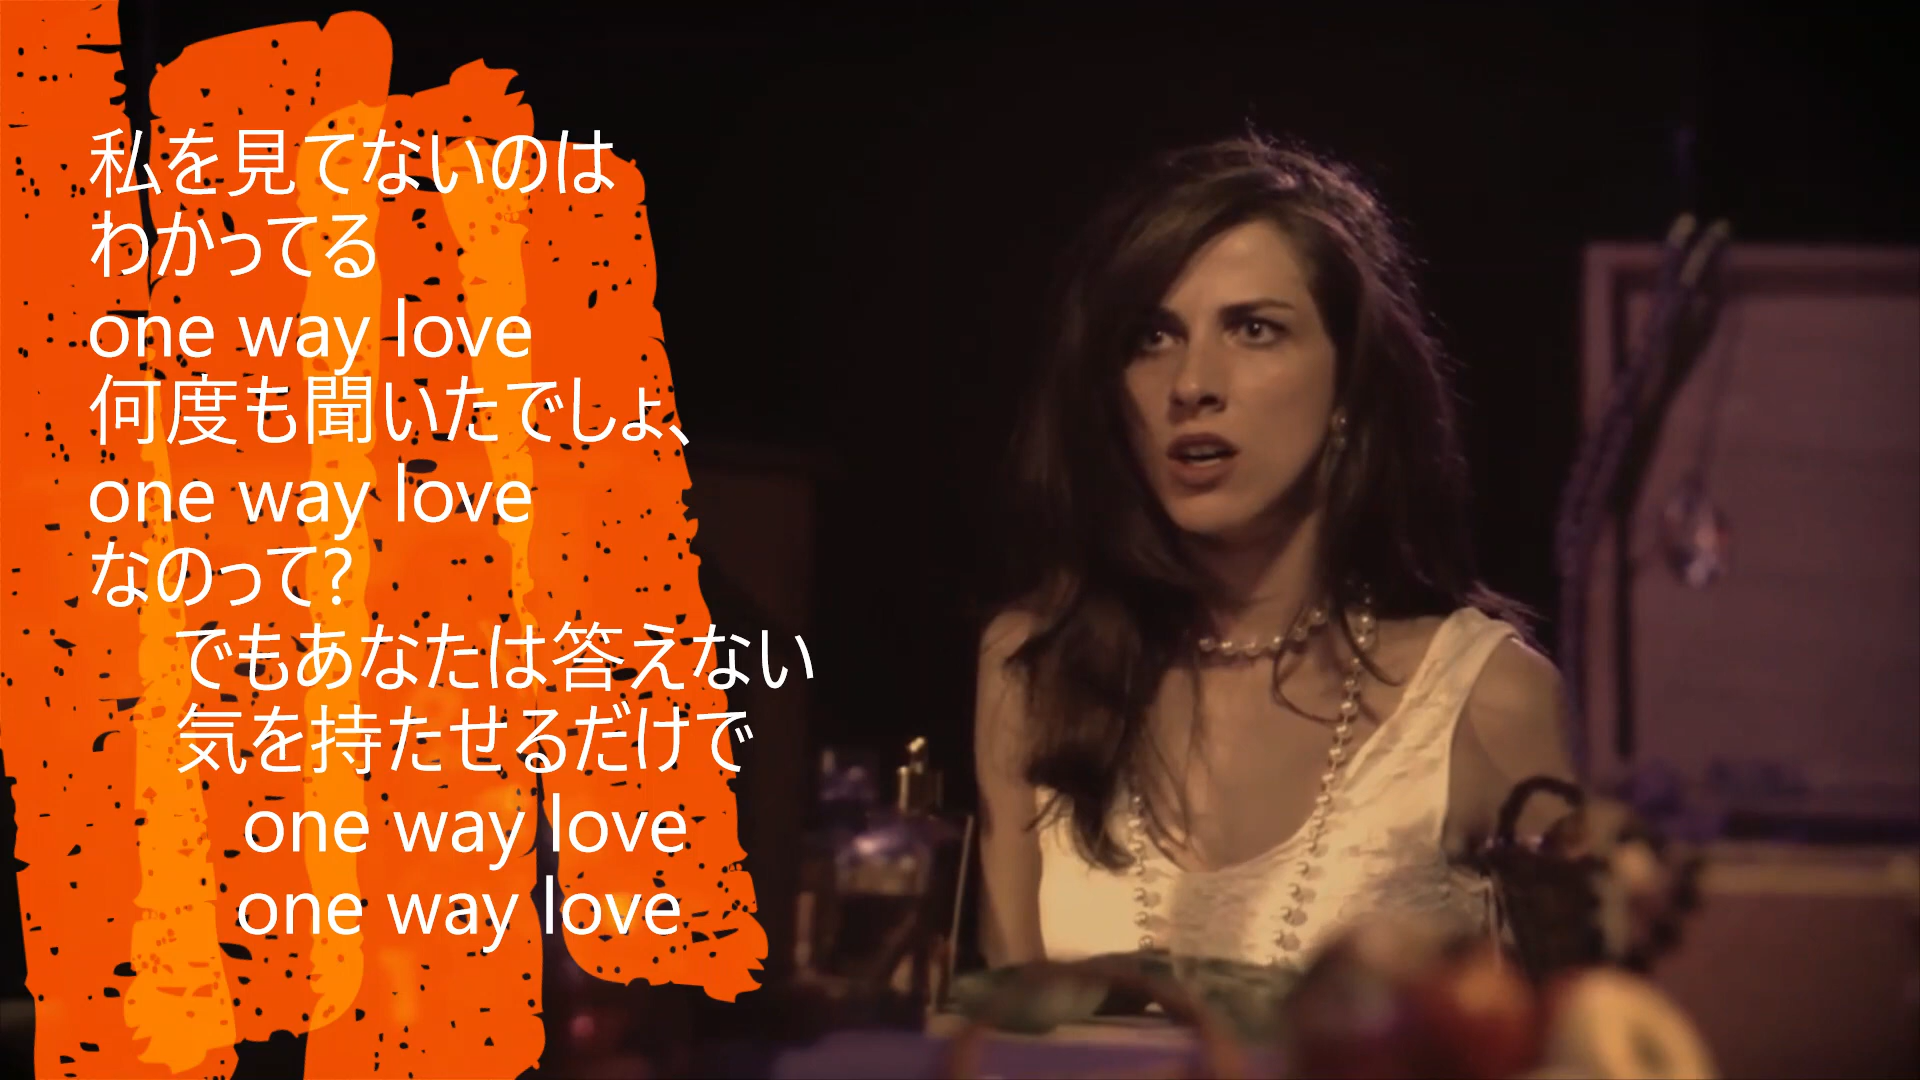 私を見てないのは
わかってる
one way love
何度も聞いたでしょ、
one way love
なのって?
でもあなたは答えない
気を持たせるだけで
one way love
one way love